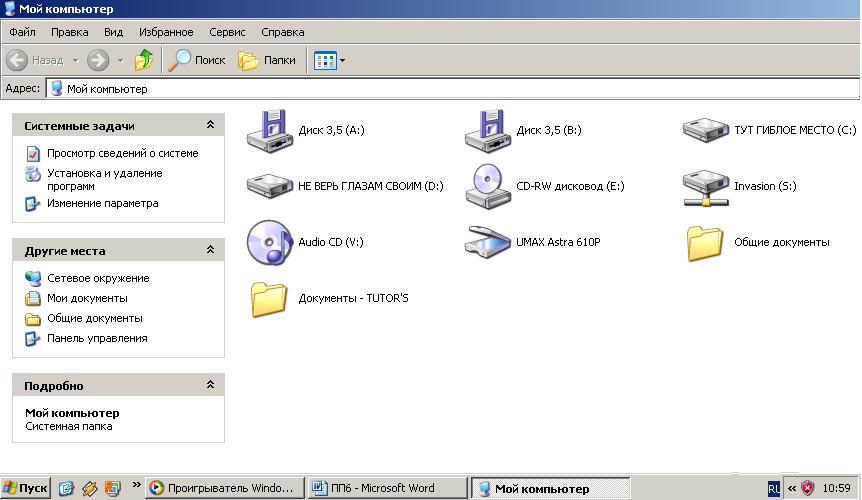 Мой компьютер
Файл Правка Вид Избранное Сервис Справка
Назад Поиск Папки
Адрес: Мой компьютер
Системные задачи
Просмотр сведений о системе
Установка и удаление
программ
Изменение параметра
Другие места
Сетевое окружение
Мои документы
Общие документы
Панель управления
Подробно
Мой компьютер
Системная папка
Диск 3,5 (A:) Диск 3,5 (B:) ТУТ ГИБЛОЕ МЕСТО (C:)
НЕ ВЕРЬ ГЛАЗАМ СВОИМ (D:) CD-RW дисковод (E:) Invasion (S:)
Audio CD (V:) UMAX Astra 610P Общие документы
Документы - TUTOR'S
Пуск » Проигрыватель Windo... ПП6 - Microsoft Word Мой компьютер RU « 10:59